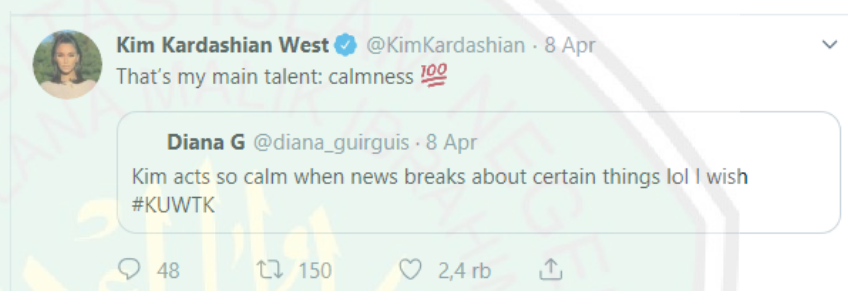 Kim Kardashian West @KimKardashian · 8 Apr
That's my main talent: calmness 💯
Diana G @diana_guirguis · 8 Apr
Kim acts so calm when news breaks about certain things lol I wish
#KUWTK
48 150 2,4 rb